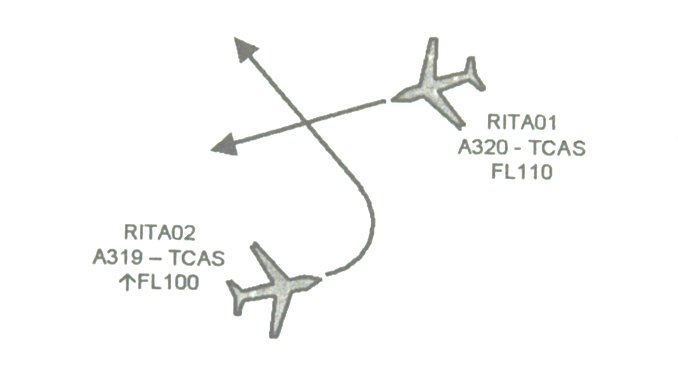 RITA01
A320 - TCAS
FL110
RITA02
A319 – TCAS
↑FL100